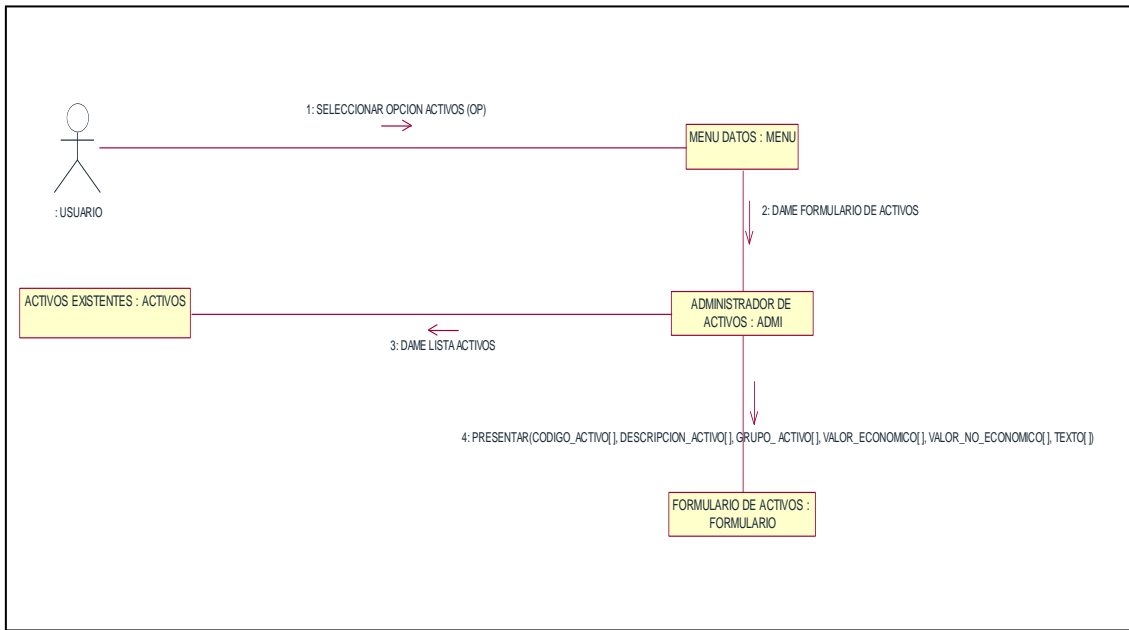 1: SELECCIONAR OPCION ACTIVOS (OP)
MENU DATOS : MENU
: USUARIO
2: DAME FORMULARIO DE ACTIVOS
ACTIVOS EXISTENTES : ACTIVOS
ADMINISTRADOR DE
ACTIVOS : ADMI
3: DAME LISTA ACTIVOS
4: PRESENTAR(CODIGO_ACTIVO[ ], DESCRIPCION_ACTIVO[ ], GRUPO_ ACTIVO[ ], VALOR_ECONOMICO[ ], VALOR_NO_ECONOMICO[ ], TEXTO[ ])
FORMULARIO DE ACTIVOS :
FORMULARIO